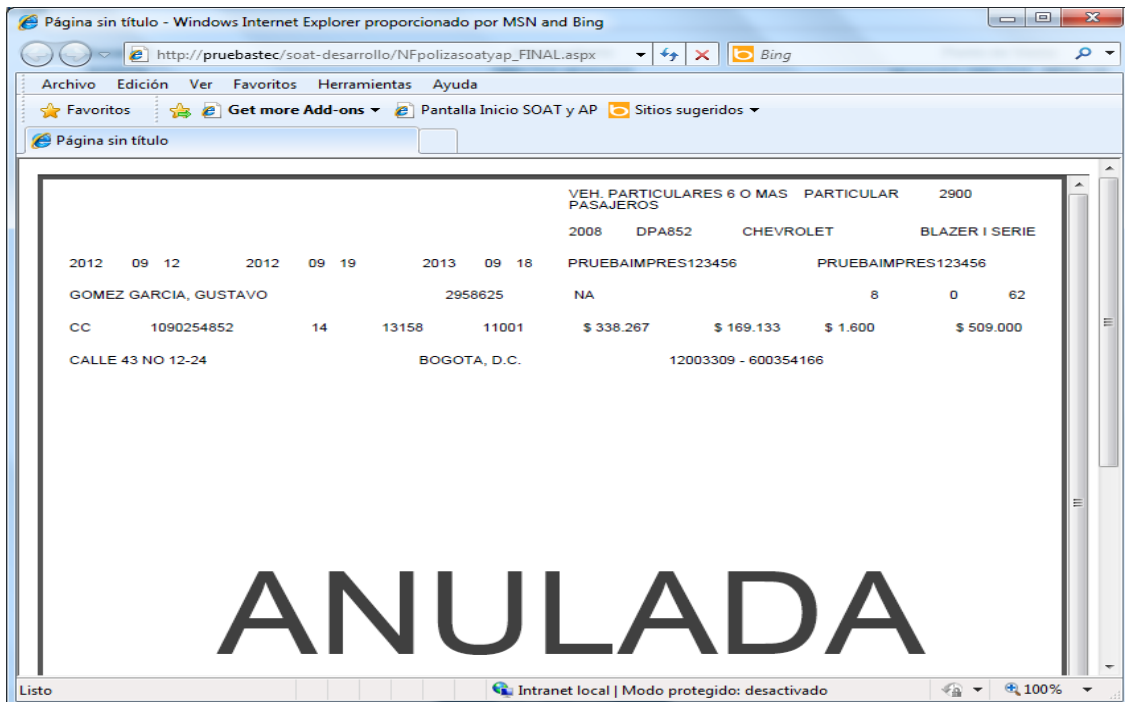 Página sin título - Windows Internet Explorer proporcionado por MSN and Bing
http://pruebastec/soat-desarrollo/NFpolizasoatyap_FINAL.aspx Bing
Archivo Edición Ver Favoritos Herramientas Ayuda
Favoritos Get more Add-ons Pantalla Inicio SOAT y AP Sitios sugeridos
Página sin título
VEH. PARTICULARES 6 O MAS PARTICULAR 2900
PASAJEROS
2008 DPA852 CHEVROLET BLAZER I SERIE
2012 09 12 2012 09 19 2013 09 18 PRUEBAIMPRES123456 PRUEBAIMPRES123456
GOMEZ GARCIA, GUSTAVO 2958625 NA 8 0 62
CC 1090254852 14 13158 11001 $ 338.267 $ 169.133 $ 1.600 $ 509.000
CALLE 43 NO 12-24 BOGOTA, D.C. 12003309 - 600354166
ANULADA
Listo Intranet local | Modo protegido: desactivado 100%